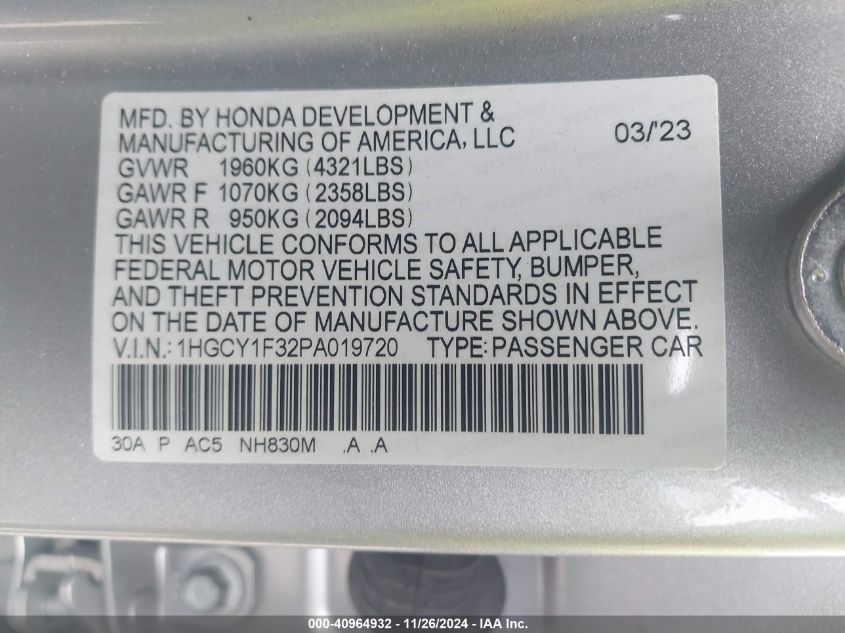 MFD. BY HONDA DEVELOPMENT &
MANUFACTURING OF AMERICA, LLC 03/'23
GVWR 1960KG (4321LBS)
GAWR F 1070KG (2358LBS)
GAWR R 950KG (2094LBS)
THIS VEHICLE CONFORMS TO ALL APPLICABLE
FEDERAL MOTOR VEHICLE SAFETY, BUMPER,
AND THEFT PREVENTION STANDARDS IN EFFECT
ON THE DATE OF MANUFACTURE SHOWN ABOVE.
V.I.N.: 1HGCY1F32PA019720 TYPE: PASSENGER CAR
30A P AC5 NH830M .A .A
000-40964932 - 11/26/2024 - IAA Inc.